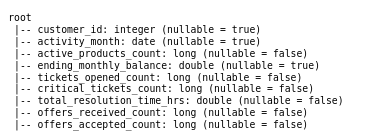 root
 |-- customer_id: integer (nullable = true)
 |-- activity_month: date (nullable = true)
 |-- active_products_count: long (nullable = false)
 |-- ending_monthly_balance: double (nullable = true)
 |-- tickets_opened_count: long (nullable = false)
 |-- critical_tickets_count: long (nullable = false)
 |-- total_resolution_time_hrs: double (nullable = false)
 |-- offers_received_count: long (nullable = false)
 |-- offers_accepted_count: long (nullable = false)